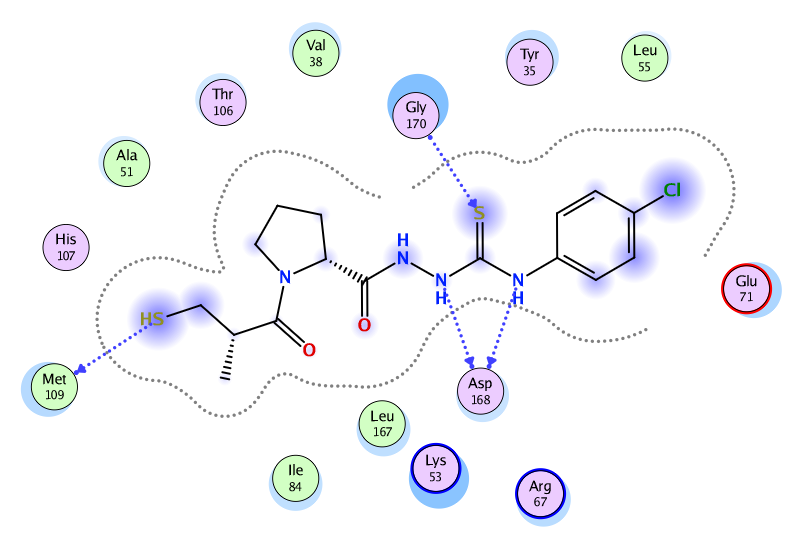 Val
38
Tyr
35
Leu
55
Thr
106
Gly
170
Ala
51
Cl
S
His
107
H
N
N
N
H
N
H
Glu
71
HS
O
O
Met
109
Asp
168
Leu
167
Lys
53
Ile
84
Arg
67